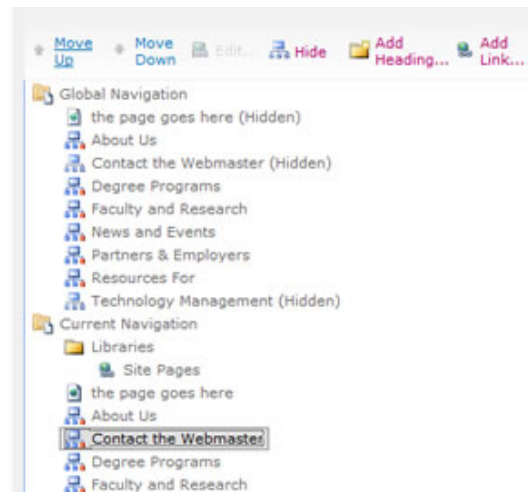 Move Up Move Down Edit... Hide Add Heading... Add Link...
Global Navigation
the page goes here (Hidden)
About Us
Contact the Webmaster (Hidden)
Degree Programs
Faculty and Research
News and Events
Partners & Employers
Resources For
Technology Management (Hidden)
Current Navigation
Libraries
Site Pages
the page goes here
About Us
Contact the Webmaster
Degree Programs
Faculty and Research